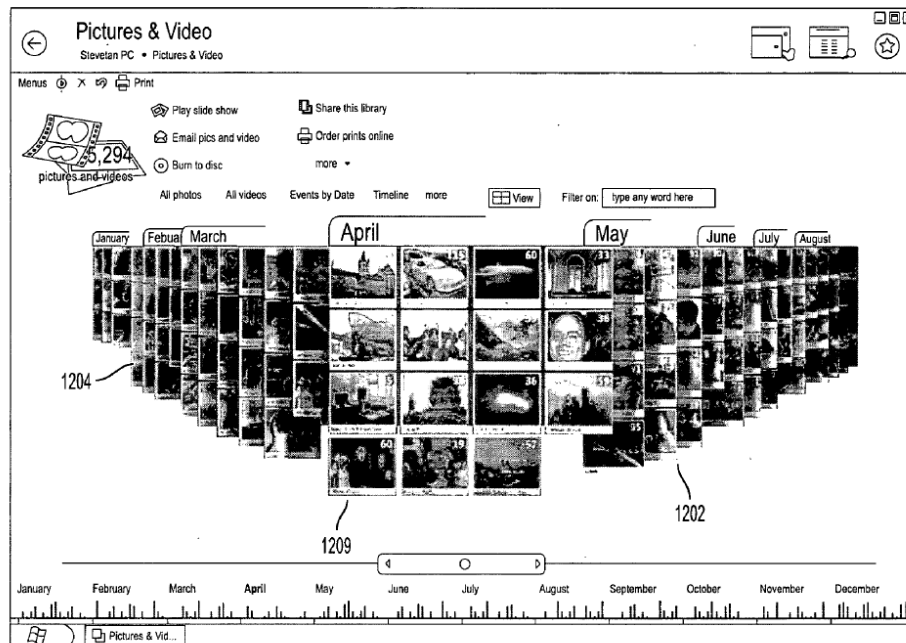 Pictures & Video
Stevetan PC • Pictures & Video
Menus Print
Play slide show Share this library
Email pics and video Order prints online
Burn to disc more
5,294
pictures and videos
All photos All videos Events by Date Timeline more View Filter on: type any word here
January Februar March April May June July August
60
33
38
36
60 19 57
1204
1202
1209
January February March April May June July August September October November December
Pictures & Vid...